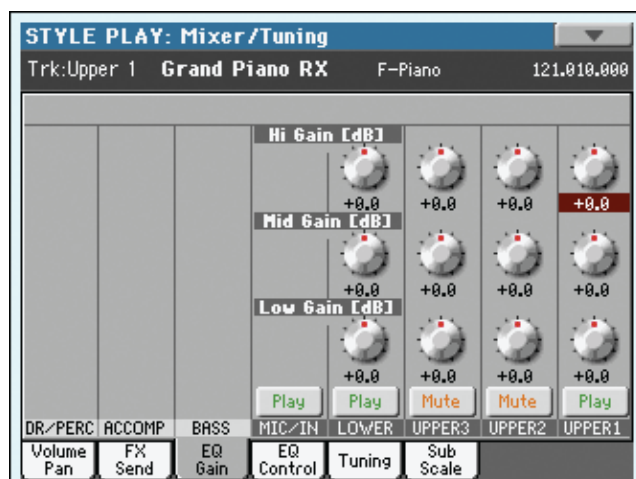 STYLE PLAY: Mixer/Tuning
Trk:Upper 1 Grand Piano RX F-Piano 121.010.000
Hi Gain [dB]
+0.0 +0.0 +0.0 +0.0
Mid Gain [dB]
+0.0 +0.0 +0.0 +0.0
Low Gain [dB]
+0.0 +0.0 +0.0 +0.0
Play Play Mute Mute Play
DR/PERC ACCOMP BASS MIC/IN LOWER UPPER3 UPPER2 UPPER1
Volume Pan FX Send EQ Gain EQ Control Tuning Sub Scale